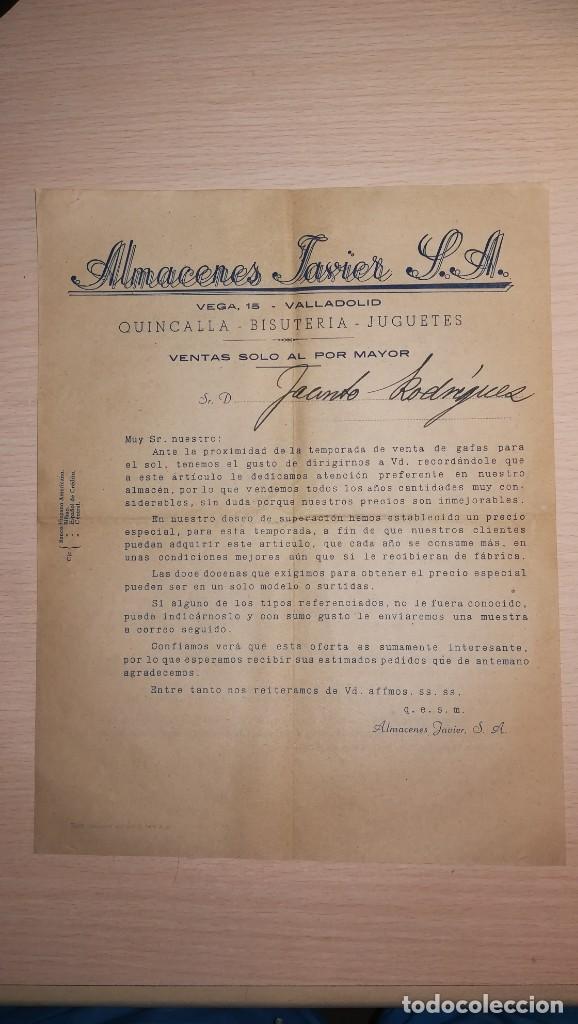 Almacenes Javier S.A.
VEGA, 15 - VALLADOLID
QUINCALLA - BISUTERIA - JUGUETES
VENTAS SOLO AL POR MAYOR
Sr. D. Jacinto Rodríguez
Muy Sr. nuestro:
Ante la proximidad de la temporada de venta de gafas para
el sol, tenemos el gusto de dirigirnos a Vd. recordándole que
a este artículo le dedicamos atención preferente en nuestro
almacén, por lo que vendemos todos los años cantidades muy con-
siderables, sin duda porque nuestros precios son inmejorables.
En nuestro deseo de superación hemos establecido un precio
especial, para esta temporada, a fin de que nuestros clientes
puedan adquirir este artículo, que cada año se consume más, en
unas condiciones mejores aún que si le recibieran de fábrica.
Las doce docenas que exigimos para obtener el precio especial
pueden ser en un solo modelo o surtidas.
Si alguno de los tipos referenciados, no le fuera conocido,
puede indicárnoslo y con sumo gusto le enviaremos una muestra
a correo seguido.
Confiamos verá que esta oferta es sumamente interesante,
por lo que esperamos recibir sus estimados pedidos que de antemano
agradecemos.
Entre tanto nos reiteramos de Vd. affmos. ss. ss.
q. e. s. m.
Almacenes Javier, S. A.
Banco Hispano Americano.
" Bilbao.
" Español de Crédito.
" Central.
todocoleccion